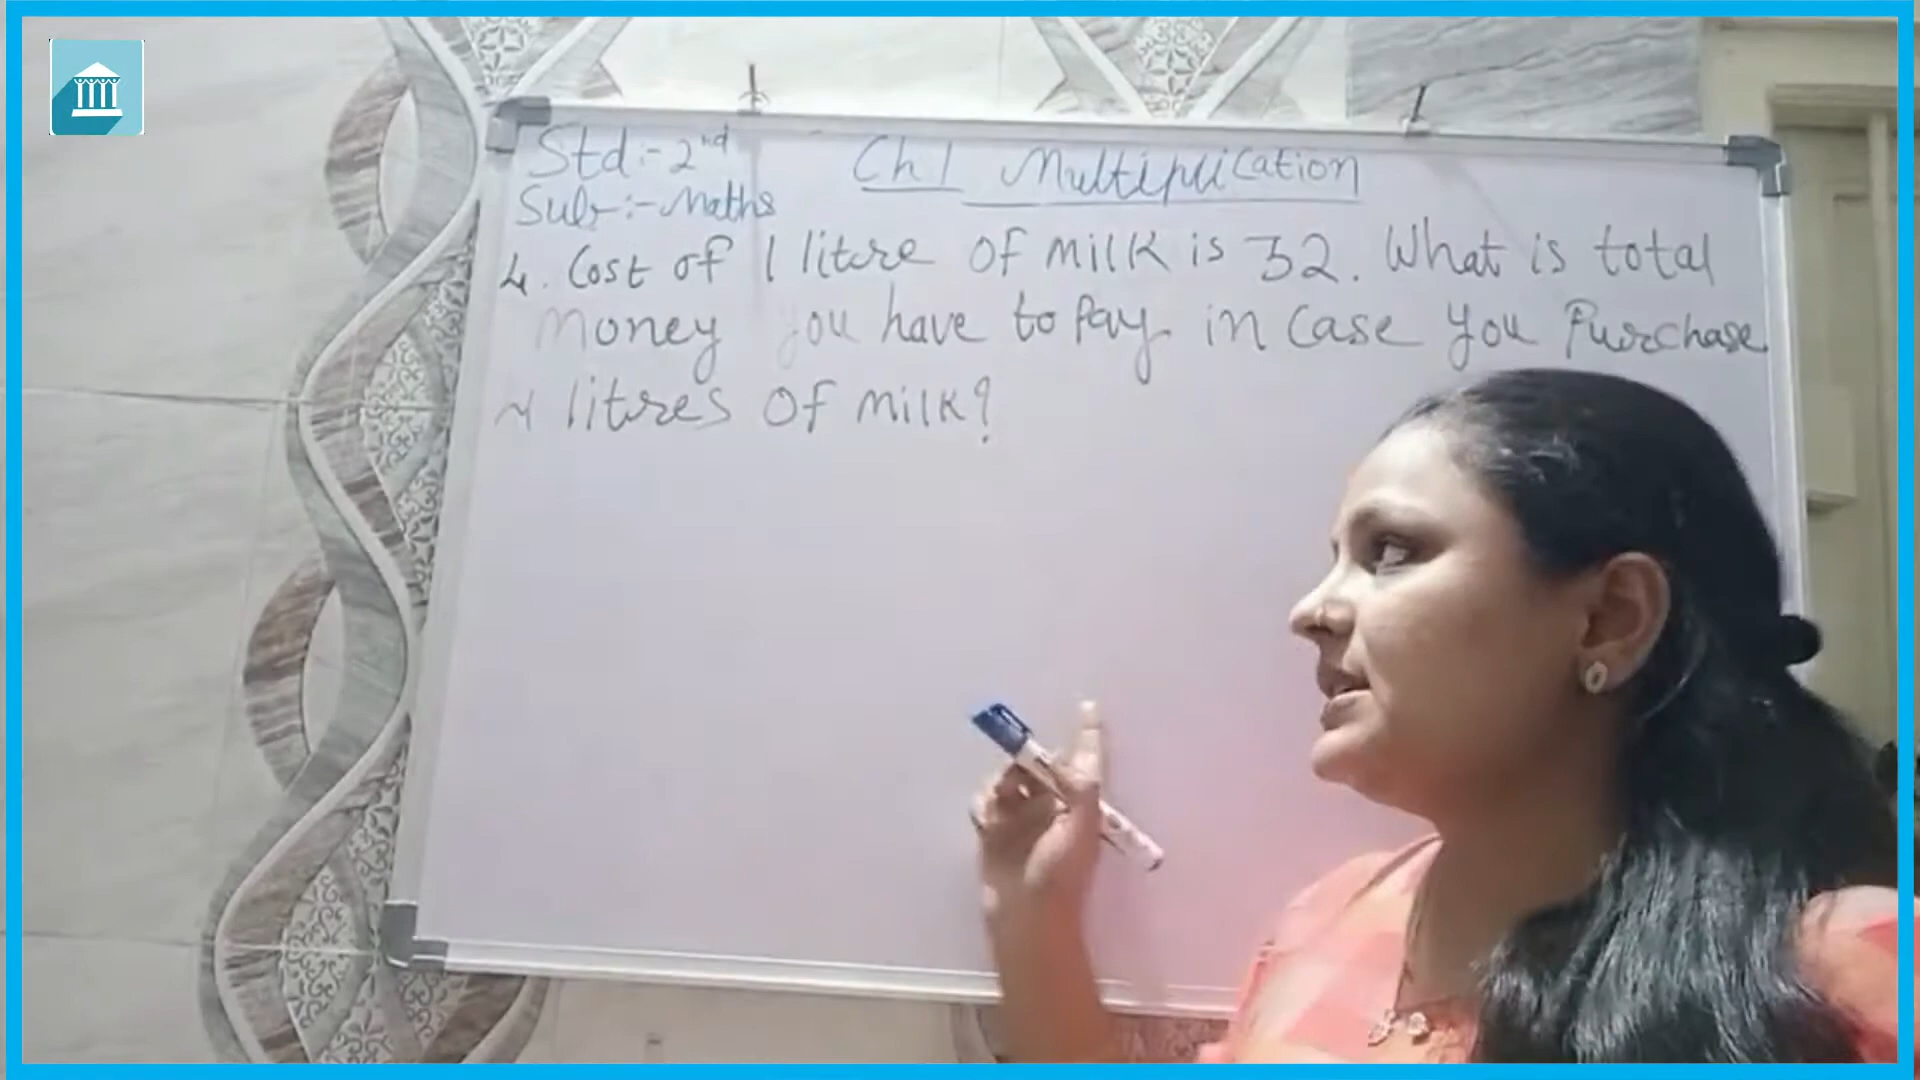 Std:- 2nd Ch 1 Multiplication
Sub:- Maths
4. Cost of 1 litre of milk is 32. What is total
money you have to Pay in case you Purchase
4 litres of milk?